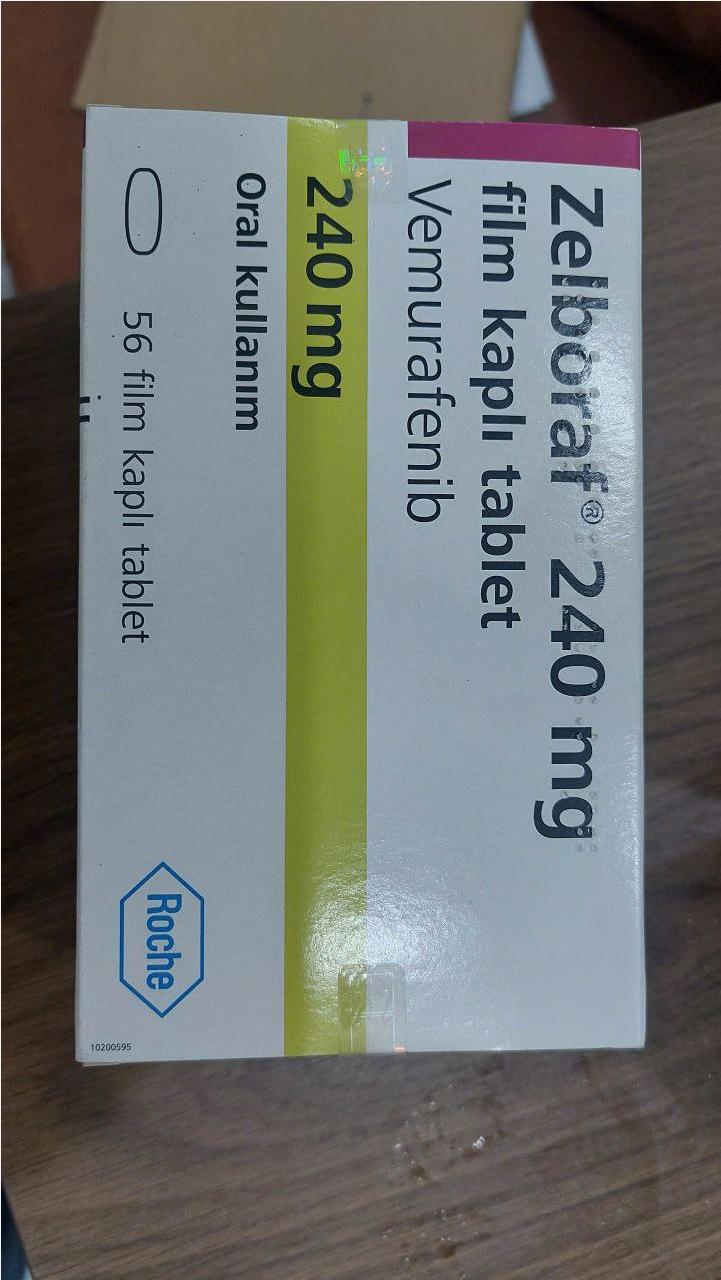 Zelboraf® 240 mg
film kaplı tablet
Vemurafenib
240 mg
Oral kullanım
56 film kaplı tablet
Roche
10200595